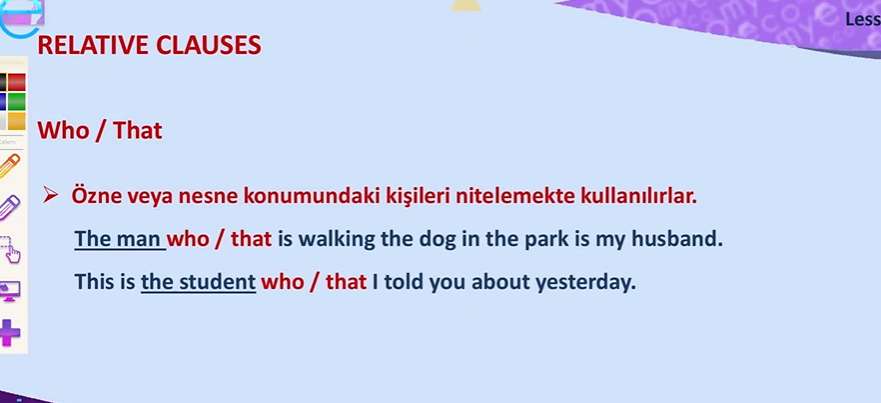 Less
RELATIVE CLAUSES
Who / That
Özne veya nesne konumundaki kişileri nitelemekte kullanılırlar.
The man who / that is walking the dog in the park is my husband.
This is the student who / that I told you about yesterday.